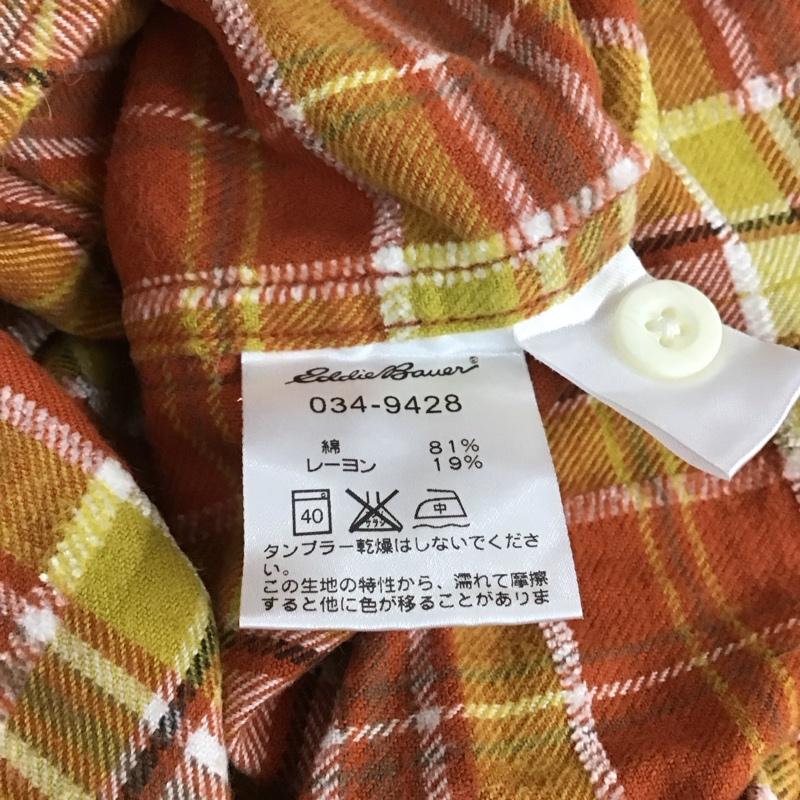 Eddie Bauer®
034-9428
綿 81%
レーヨン 19%
40 中
タンブラー乾燥はしないでくださ
い。
この生地の特性から、濡れて摩擦
すると他に色が移ることがありま